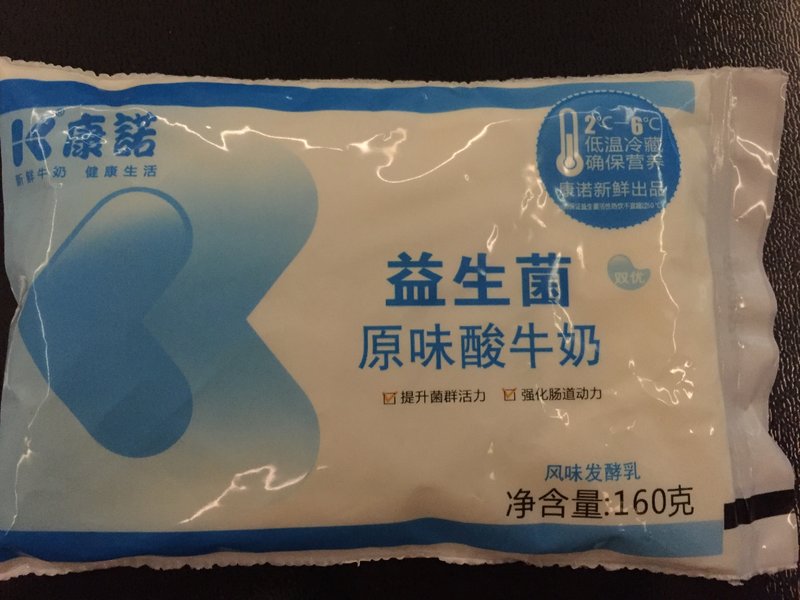 K® 康諾
新鲜牛奶 健康生活
2℃ 6℃
低温冷藏
确保营养
康诺新鲜出品
益生菌
双优
原味酸牛奶
提升菌群活力 强化肠道动力
风味发酵乳
净含量:160克